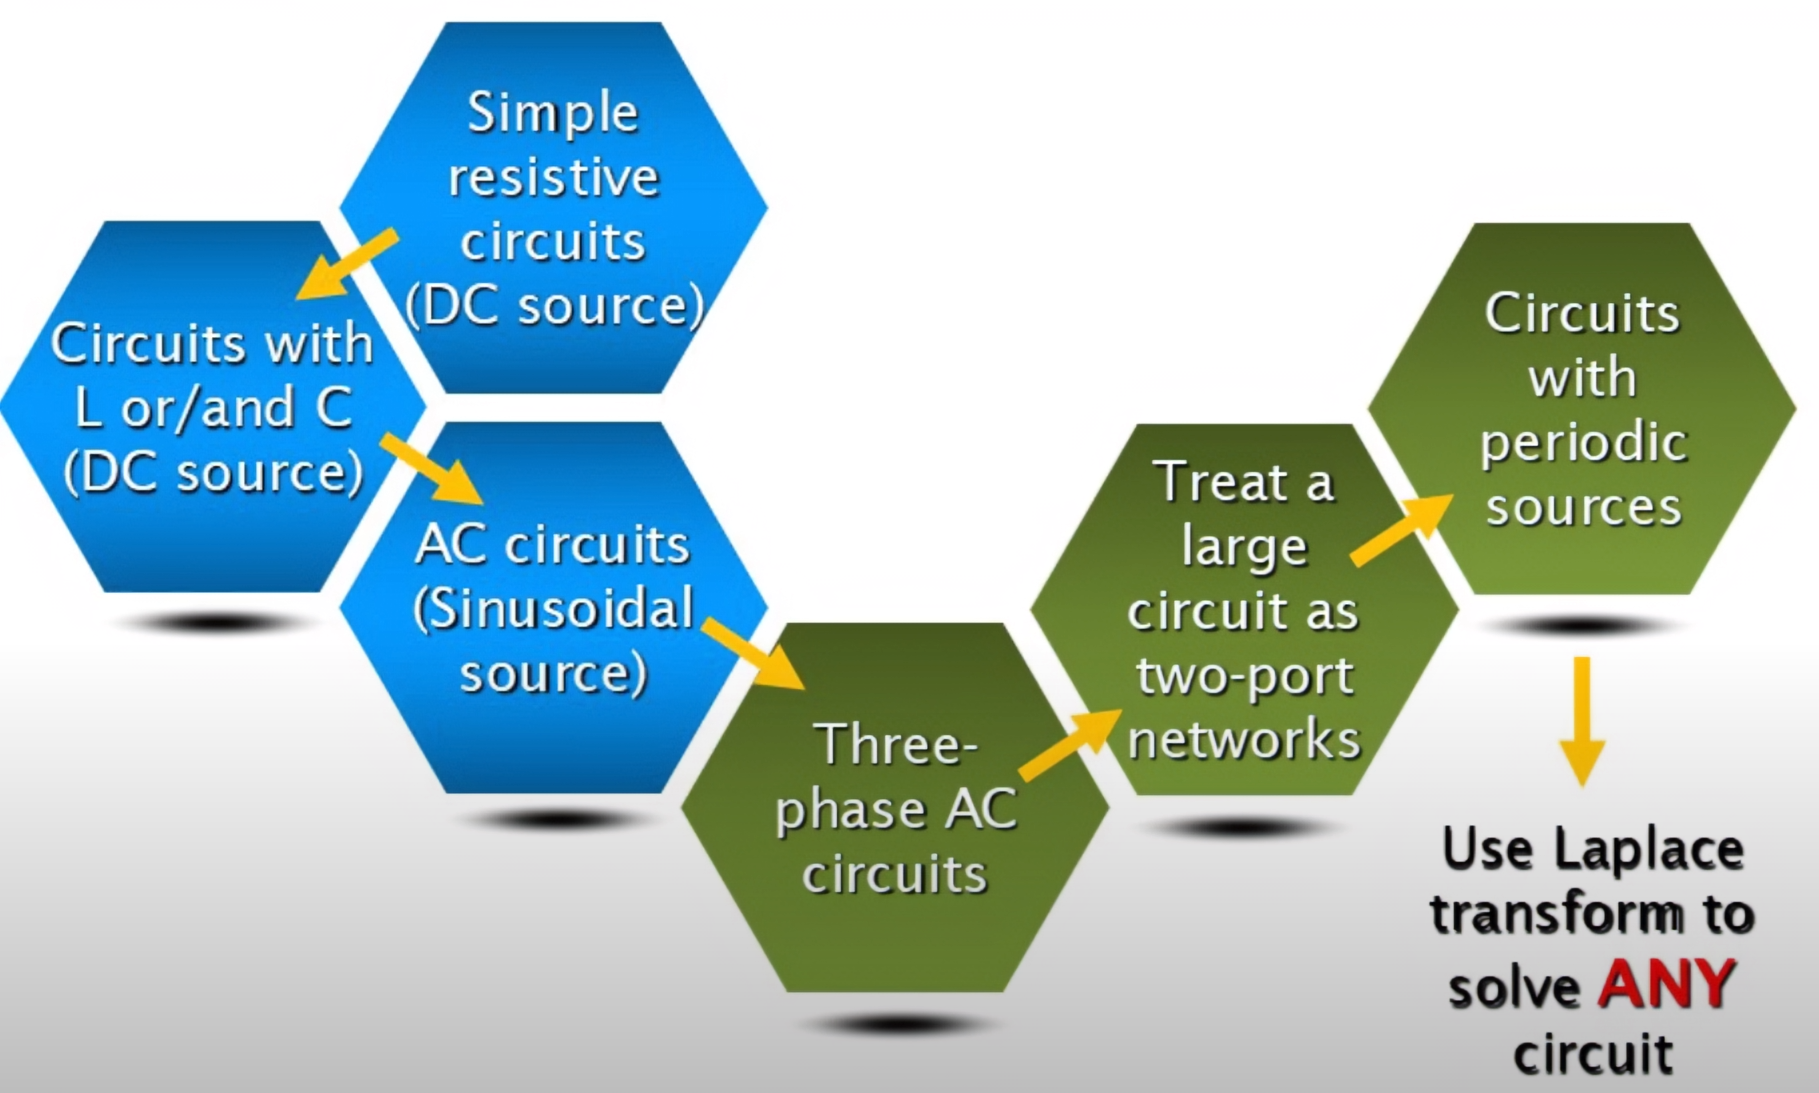 Simple
resistive
circuits
(DC source)
Circuits with
L or/and C
(DC source)
AC circuits
(Sinusoidal
source)
Three-
phase AC
circuits
Treat a
large
circuit as
two-port
networks
Circuits
with
periodic
sources
Use Laplace
transform to
solve ANY
circuit